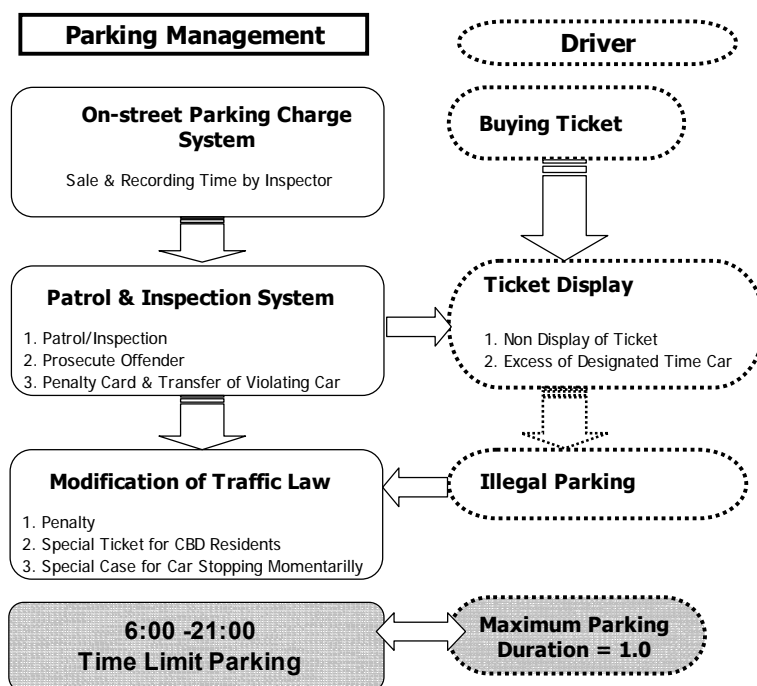 Parking Management
Driver
On-street Parking Charge
System
Sale & Recording Time by Inspector
Buying Ticket
Patrol & Inspection System
1. Patrol/Inspection
2. Prosecute Offender
3. Penalty Card & Transfer of Violating Car
Ticket Display
1. Non Display of Ticket
2. Excess of Designated Time Car
Modification of Traffic Law
1. Penalty
2. Special Ticket for CBD Residents
3. Special Case for Car Stopping Momentarilly
Illegal Parking
6:00 -21:00
Time Limit Parking
Maximum Parking
Duration = 1.0